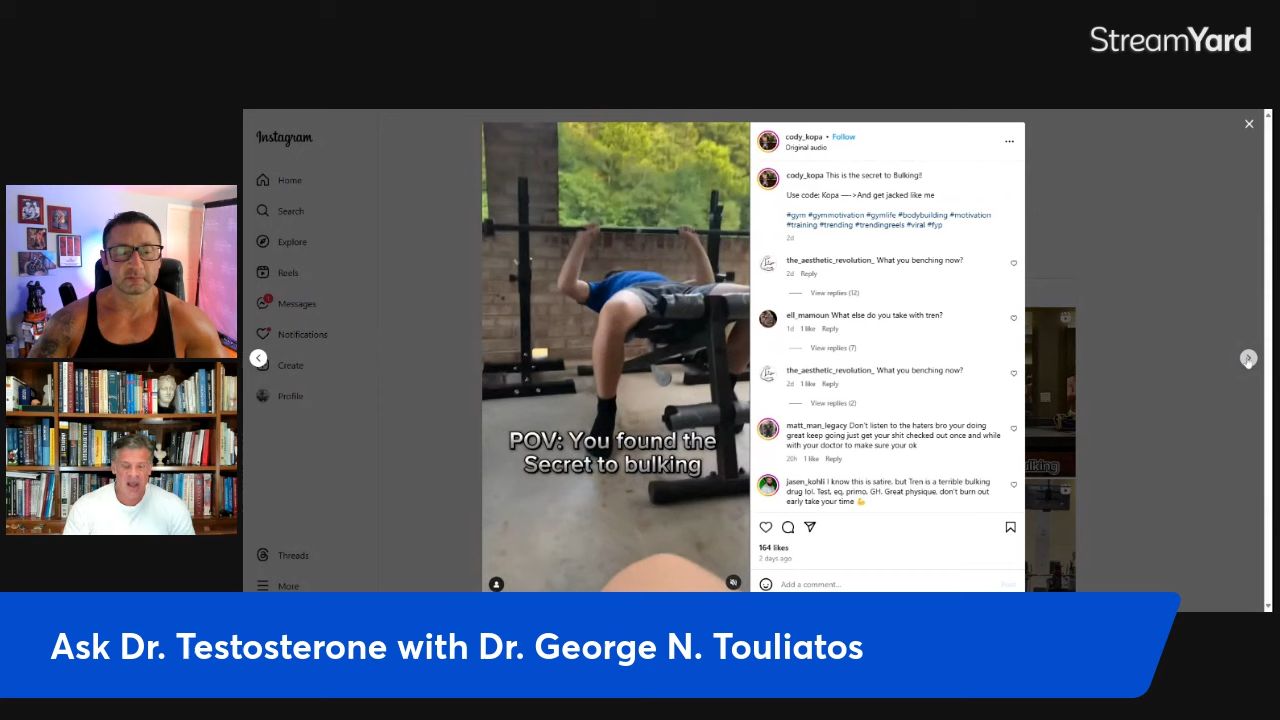 StreamYard
Instagram
Home
Search
Explore
Reels
1
Messages
Notifications
Create
Profile
Threads
More
POV: You found the
Secret to bulking
cody_kopa • Follow
Original audio
cody_kopa This is the secret to Bulking!!
Use code: Kopa —->And get jacked like me
#gym #gymmotivation #gymlife #bodybuilding #motivation
#training #trending #trendingreels #viral #fyp
2d
the_aesthetic_revolution_ What you benching now?
2d Reply
View replies (12)
ell_mamoun What else do you take with tren?
1d 1 like Reply
View replies (7)
the_aesthetic_revolution_ What you benching now?
2d 1 like Reply
View replies (2)
matt_man_legacy Don't listen to the haters bro your doing
great keep going just get your shit checked out once and while
with your doctor to make sure your ok
20h 1 like Reply
jasen_kohli I know this is satire, but Tren is a terrible bulking
drug lol. Test, eq, primo, GH. Great physique, don't burn out
early take your time 💪
164 likes
2 days ago
Add a comment...
Post
Ask Dr. Testosterone with Dr. George N. Touliatos